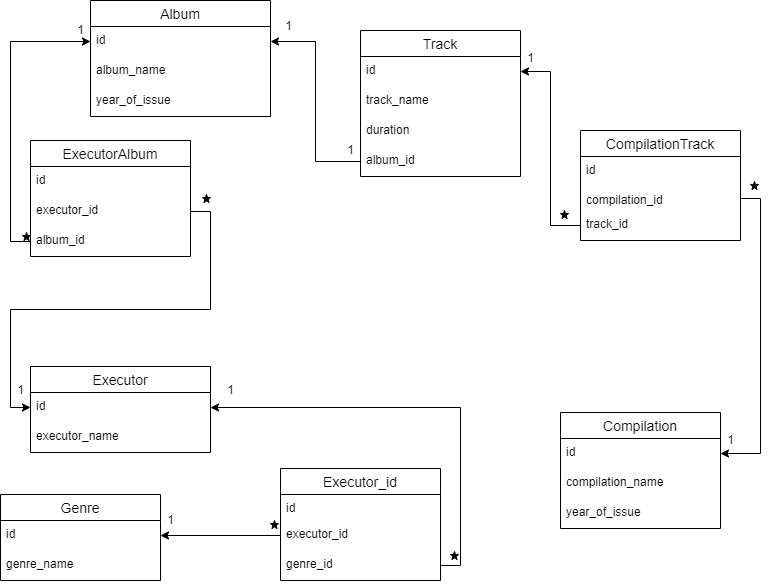 Album
id
album_name
year_of_issue
1
1
Track
id
track_name
duration
album_id
1
1
CompilationTrack
id
compilation_id
track_id
ExecutorAlbum
id
executor_id
album_id
Executor
id
executor_name
1
1
Compilation
id
compilation_name
year_of_issue
1
Executor_id
id
executor_id
genre_id
Genre
id
genre_name
1